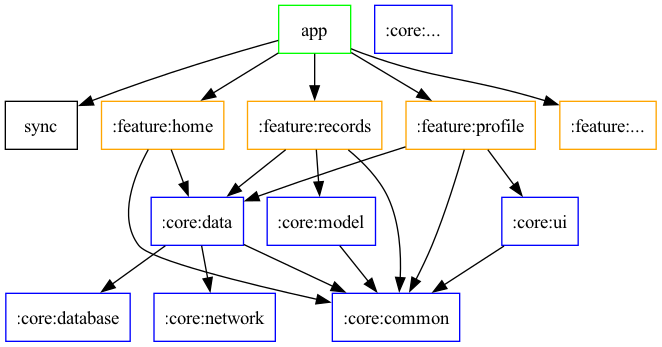 app
:core:...
sync
:feature:home
:feature:records
:feature:profile
:feature:...
:core:data
:core:model
:core:ui
:core:database
:core:network
:core:common